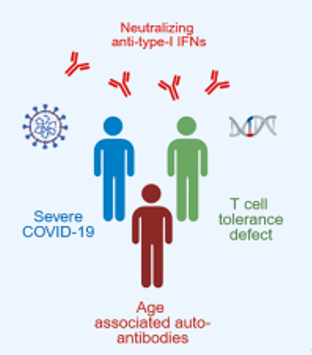 Neutralizing
anti-type-I IFNs
Severe
COVID-19
T cell
tolerance
defect
Age
associated auto-
antibodies